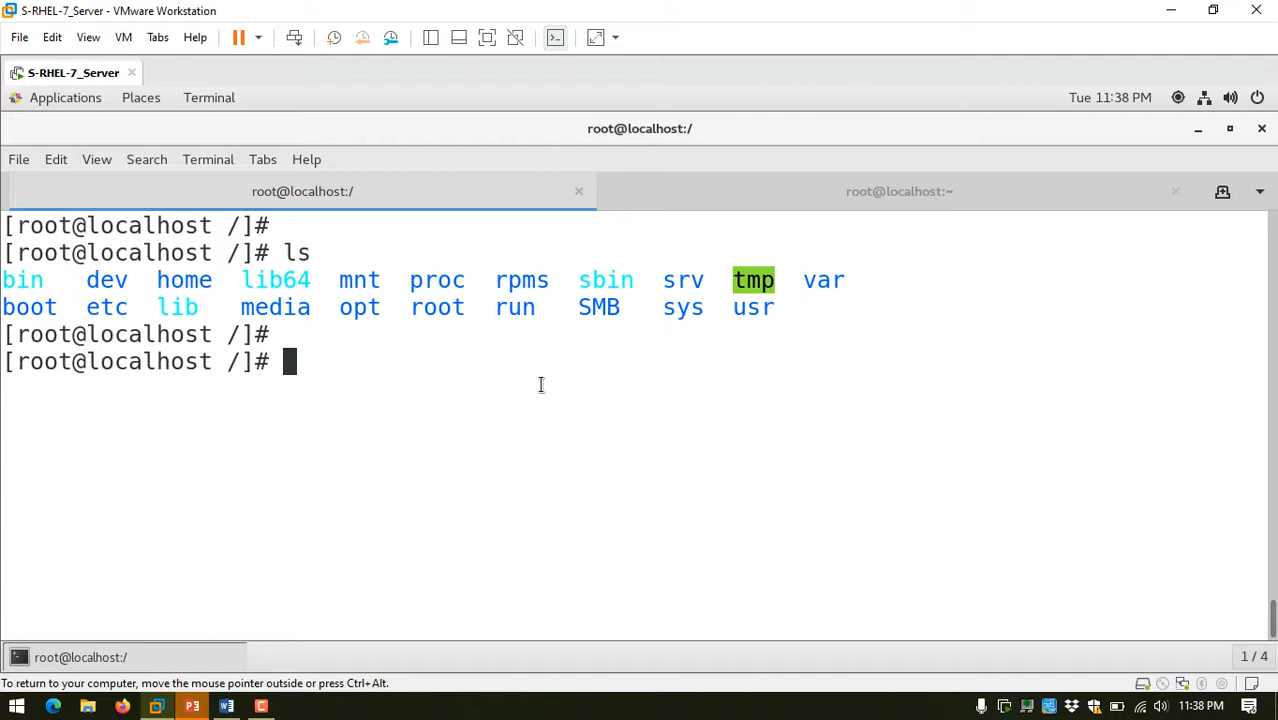 S-RHEL-7_Server - VMware Workstation
File Edit View VM Tabs Help
S-RHEL-7_Server
Applications Places Terminal Tue 11:38 PM
root@localhost:/
File Edit View Search Terminal Tabs Help
root@localhost:/ root@localhost:~
[root@localhost /]#
[root@localhost /]# ls
bin dev home lib64 mnt proc rpms sbin srv tmp var
boot etc lib media opt root run SMB sys usr
[root@localhost /]#
[root@localhost /]#
root@localhost:/ 1 / 4
To return to your computer, move the mouse pointer outside or press Ctrl+Alt.
11:38 PM